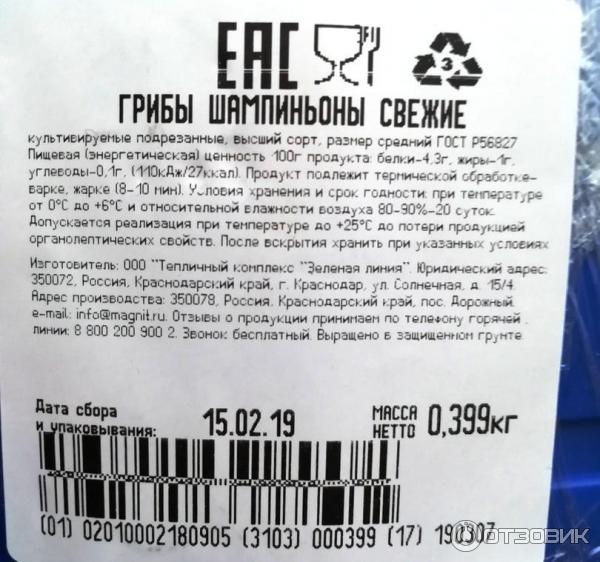 EAC
3
ГРИБЫ ШАМПИНЬОНЫ СВЕЖИЕ
культивируемые подрезанные, высший сорт, размер средний ГОСТ Р56827
Пищевая (энергетическая) ценность 100г продукта: белки-4,3г, жиры-1г,
углеводы-0,1г, (110кДж/27ккал). Продукт подлежит термической обработке-
варке, жарке (8-10 мин). Условия хранения и срок годности: при температуре
от 0°C до +6°C и относительной влажности воздуха 80-90%-20 суток.
Допускается реализация при температуре до +25°C до потери продукцией
органолептических свойств. После вскрытия хранить при указанных условиях
Изготовитель: ООО "Тепличный комплекс "Зеленая линия". Юридический адрес:
350072, Россия, Краснодарский край, г. Краснодар, ул. Солнечная, д. 15/4.
Адрес производства: 350078, Россия, Краснодарский край, пос. Дорожный.
e-mail: info@magnit.ru. Отзывы о продукции принимаем по телефону горячей
линии: 8 800 200 900 2. Звонок бесплатный. Выращено в защищенном грунте.
Дата сбора
и упаковывания: 15.02.19 МАССА НЕТТО 0,399кг
(01) 02010002180905 (3103) 000399 (17) 190307
ОТЗОВИК